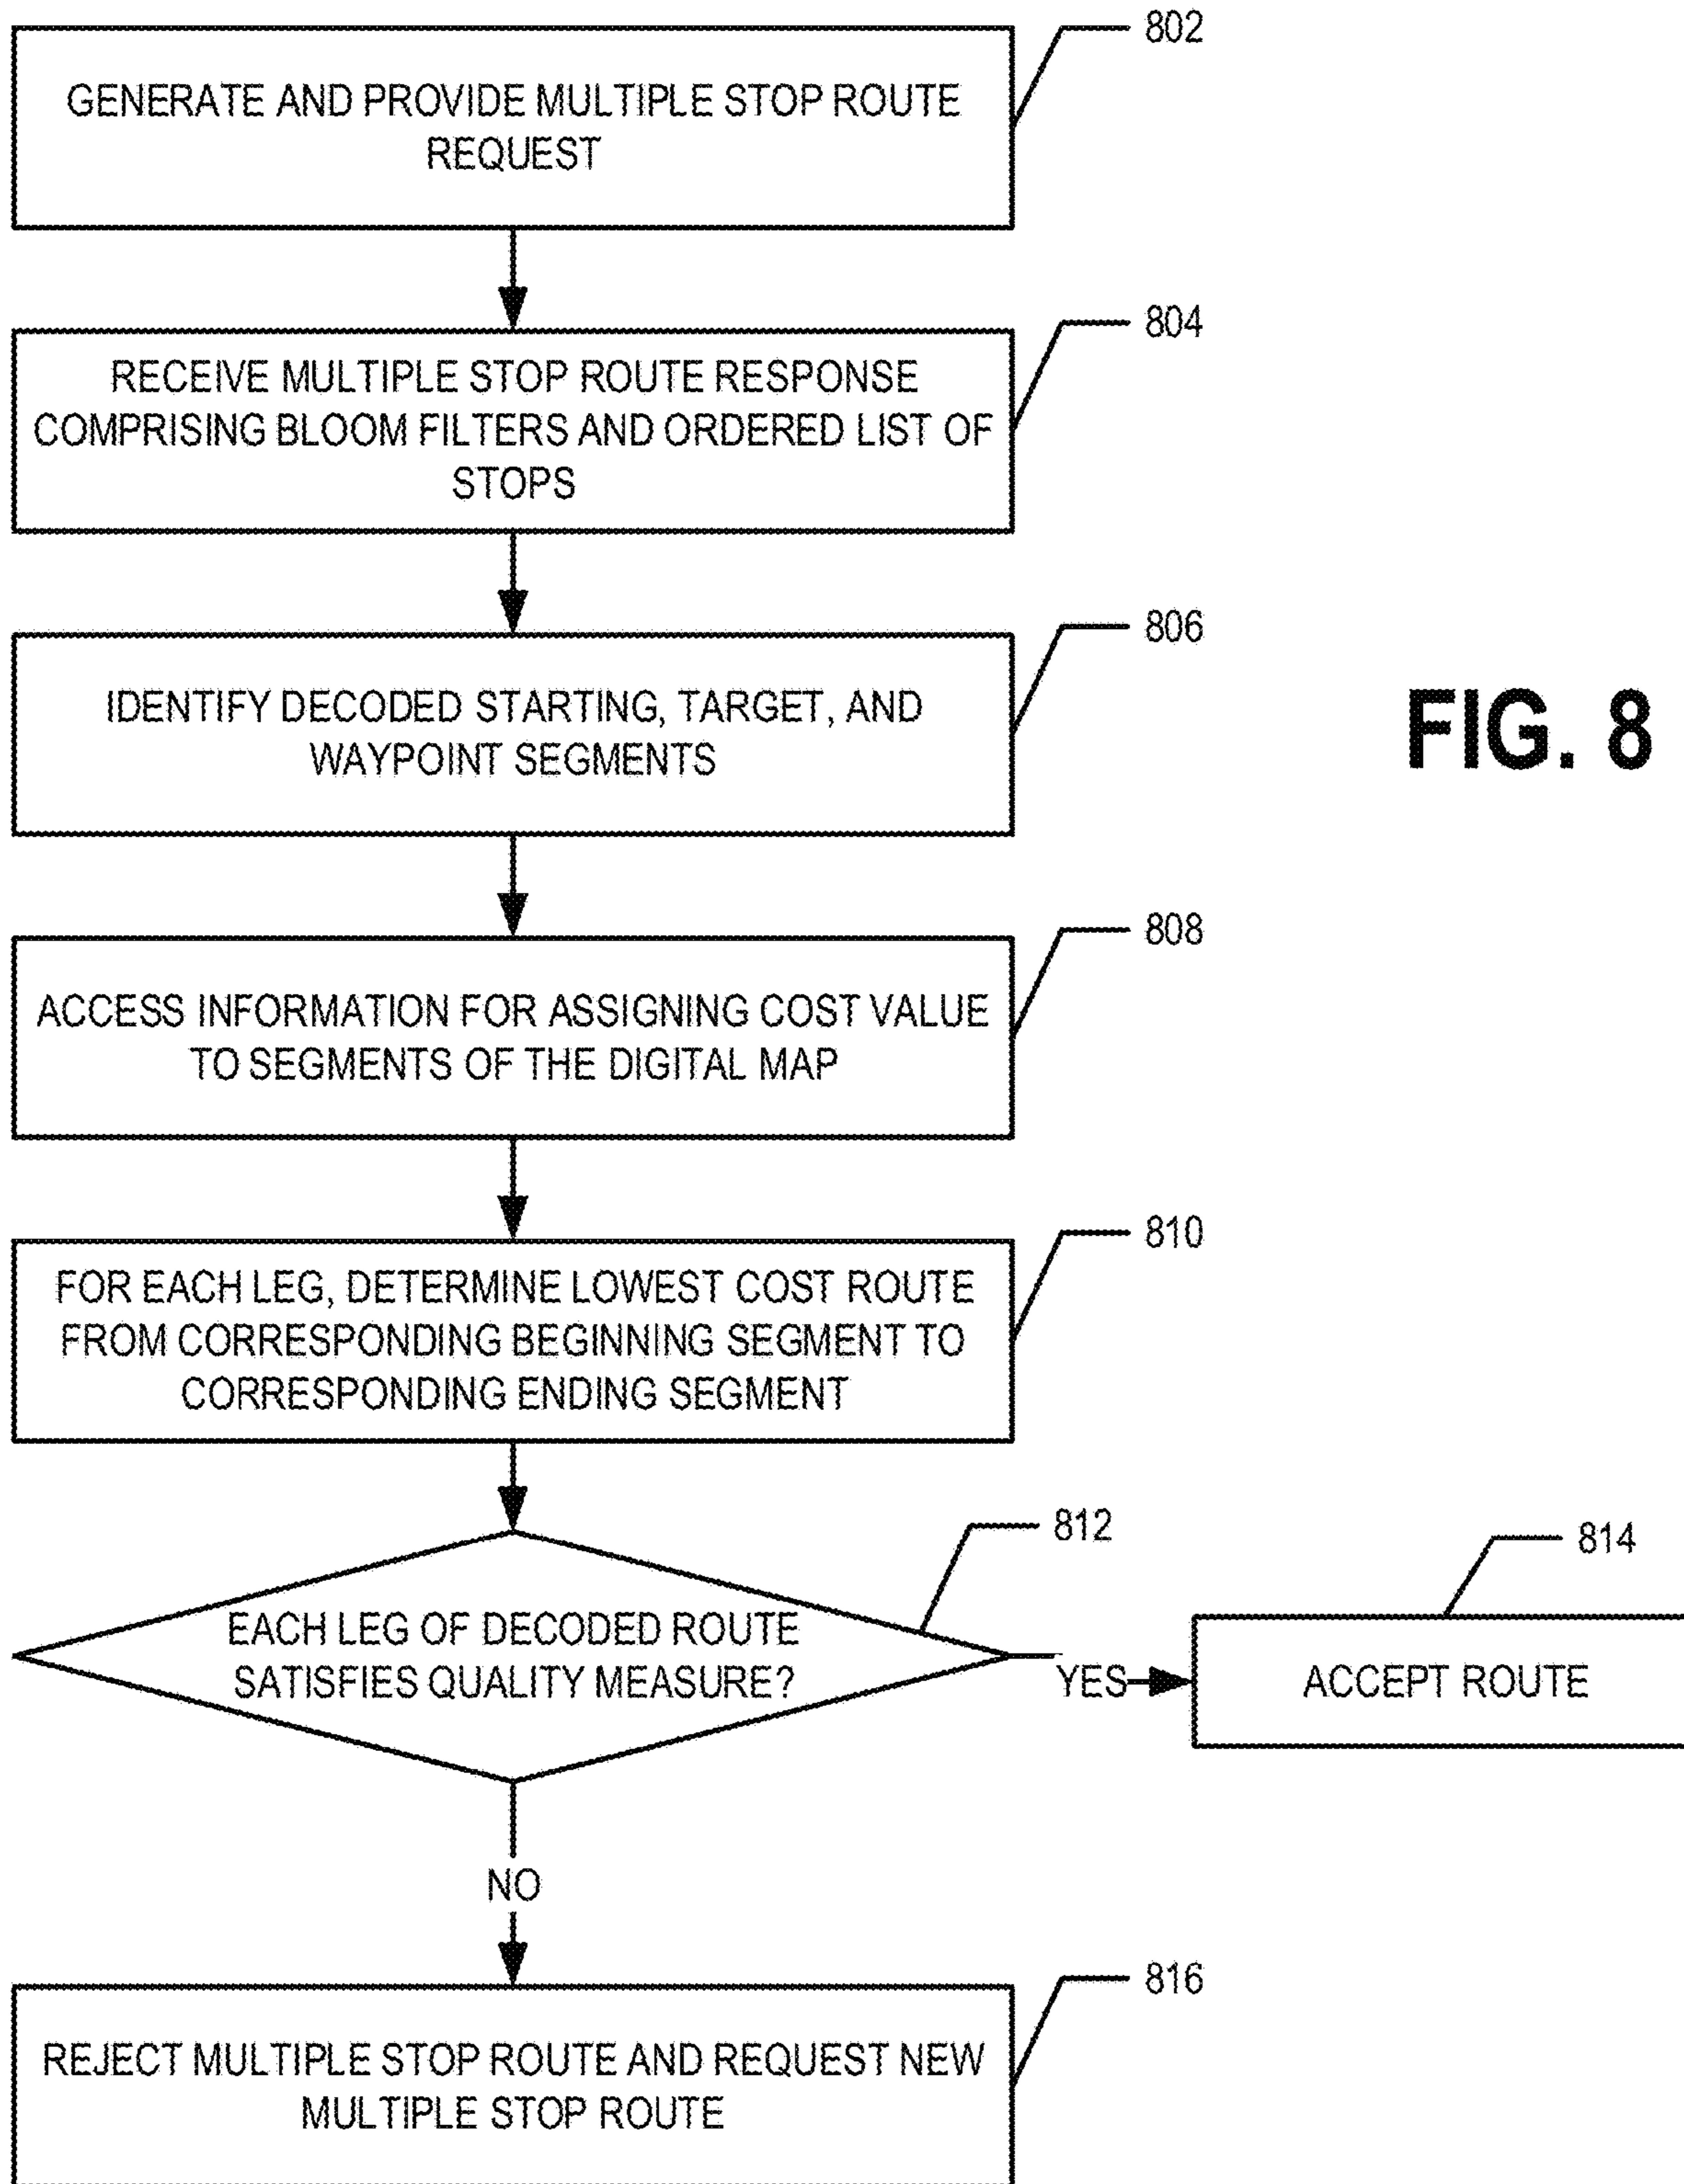 802
GENERATE AND PROVIDE MULTIPLE STOP ROUTE
REQUEST
804
RECEIVE MULTIPLE STOP ROUTE RESPONSE
COMPRISING BLOOM FILTERS AND ORDERED LIST OF
STOPS
806
IDENTIFY DECODED STARTING, TARGET, AND
WAYPOINT SEGMENTS
FIG. 8
808
ACCESS INFORMATION FOR ASSIGNING COST VALUE
TO SEGMENTS OF THE DIGITAL MAP
810
FOR EACH LEG, DETERMINE LOWEST COST ROUTE
FROM CORRESPONDING BEGINNING SEGMENT TO
CORRESPONDING ENDING SEGMENT
812
EACH LEG OF DECODED ROUTE
SATISFIES QUALITY MEASURE?
YES
814
ACCEPT ROUTE
NO
816
REJECT MULTIPLE STOP ROUTE AND REQUEST NEW
MULTIPLE STOP ROUTE